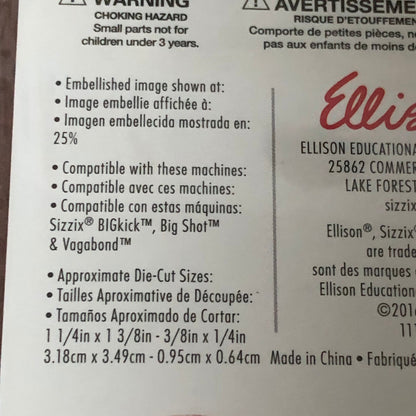 ⚠ WARNING
CHOKING HAZARD
Small parts not for
children under 3 years.
⚠ AVERTISSEME
RISQUE D'ETOUFFEMEN
Comporte de petites pièces, ne
pas aux enfants de moins de
• Embellished image shown at:
• Image embellie affichée à:
• Imagen embellecida mostrada en:
25%
• Compatible with these machines:
• Compatible avec ces machines:
• Compatible con estas máquinas:
Sizzix® BIGkick™, Big Shot™
& Vagabond™
• Approximate Die-Cut Sizes:
• Tailles Aproximative de Découpée:
• Tamaños Aproximado de Cortar:
1 1/4in x 1 3/8in - 3/8in x 1/4in
3.18cm x 3.49cm - 0.95cm x 0.64cm
Ellis
ELLISON EDUCATIONA
25862 COMMER
LAKE FOREST
sizzix
Ellison®, Sizzix®
are trade
sont des marques
Ellison Education
©2016
111
Made in China • Fabriqué